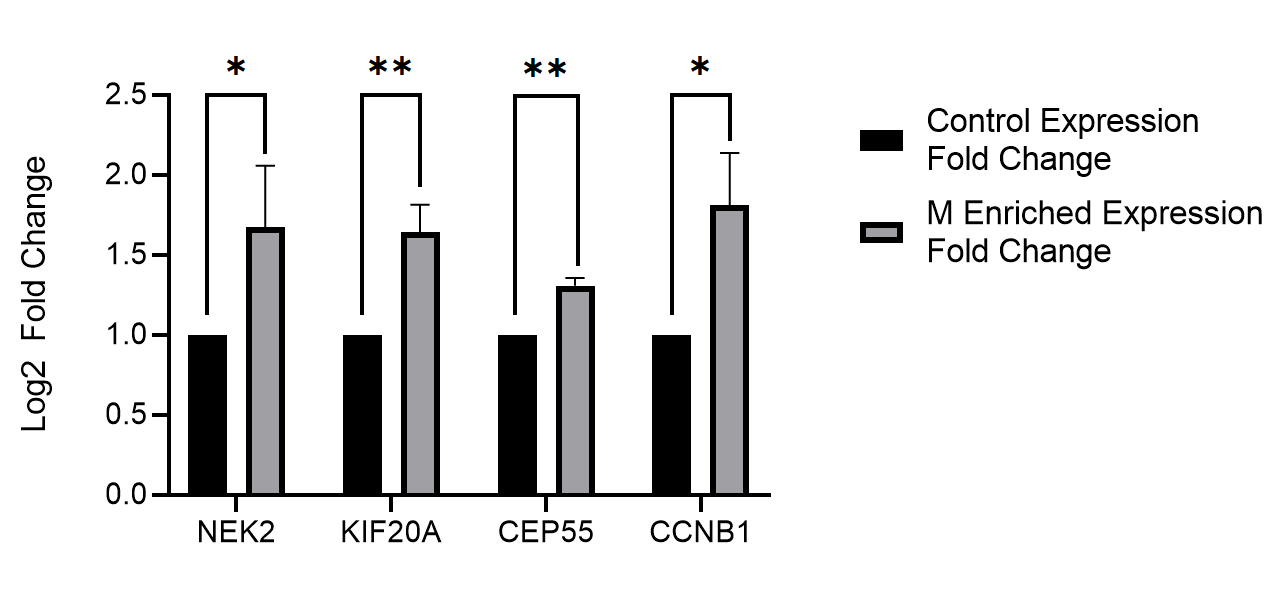 * ** ** *
2.5
2.0
1.5
1.0
0.5
0.0
Log2 Fold Change
NEK2 KIF20A CEP55 CCNB1
Control Expression
Fold Change
M Enriched Expression
Fold Change